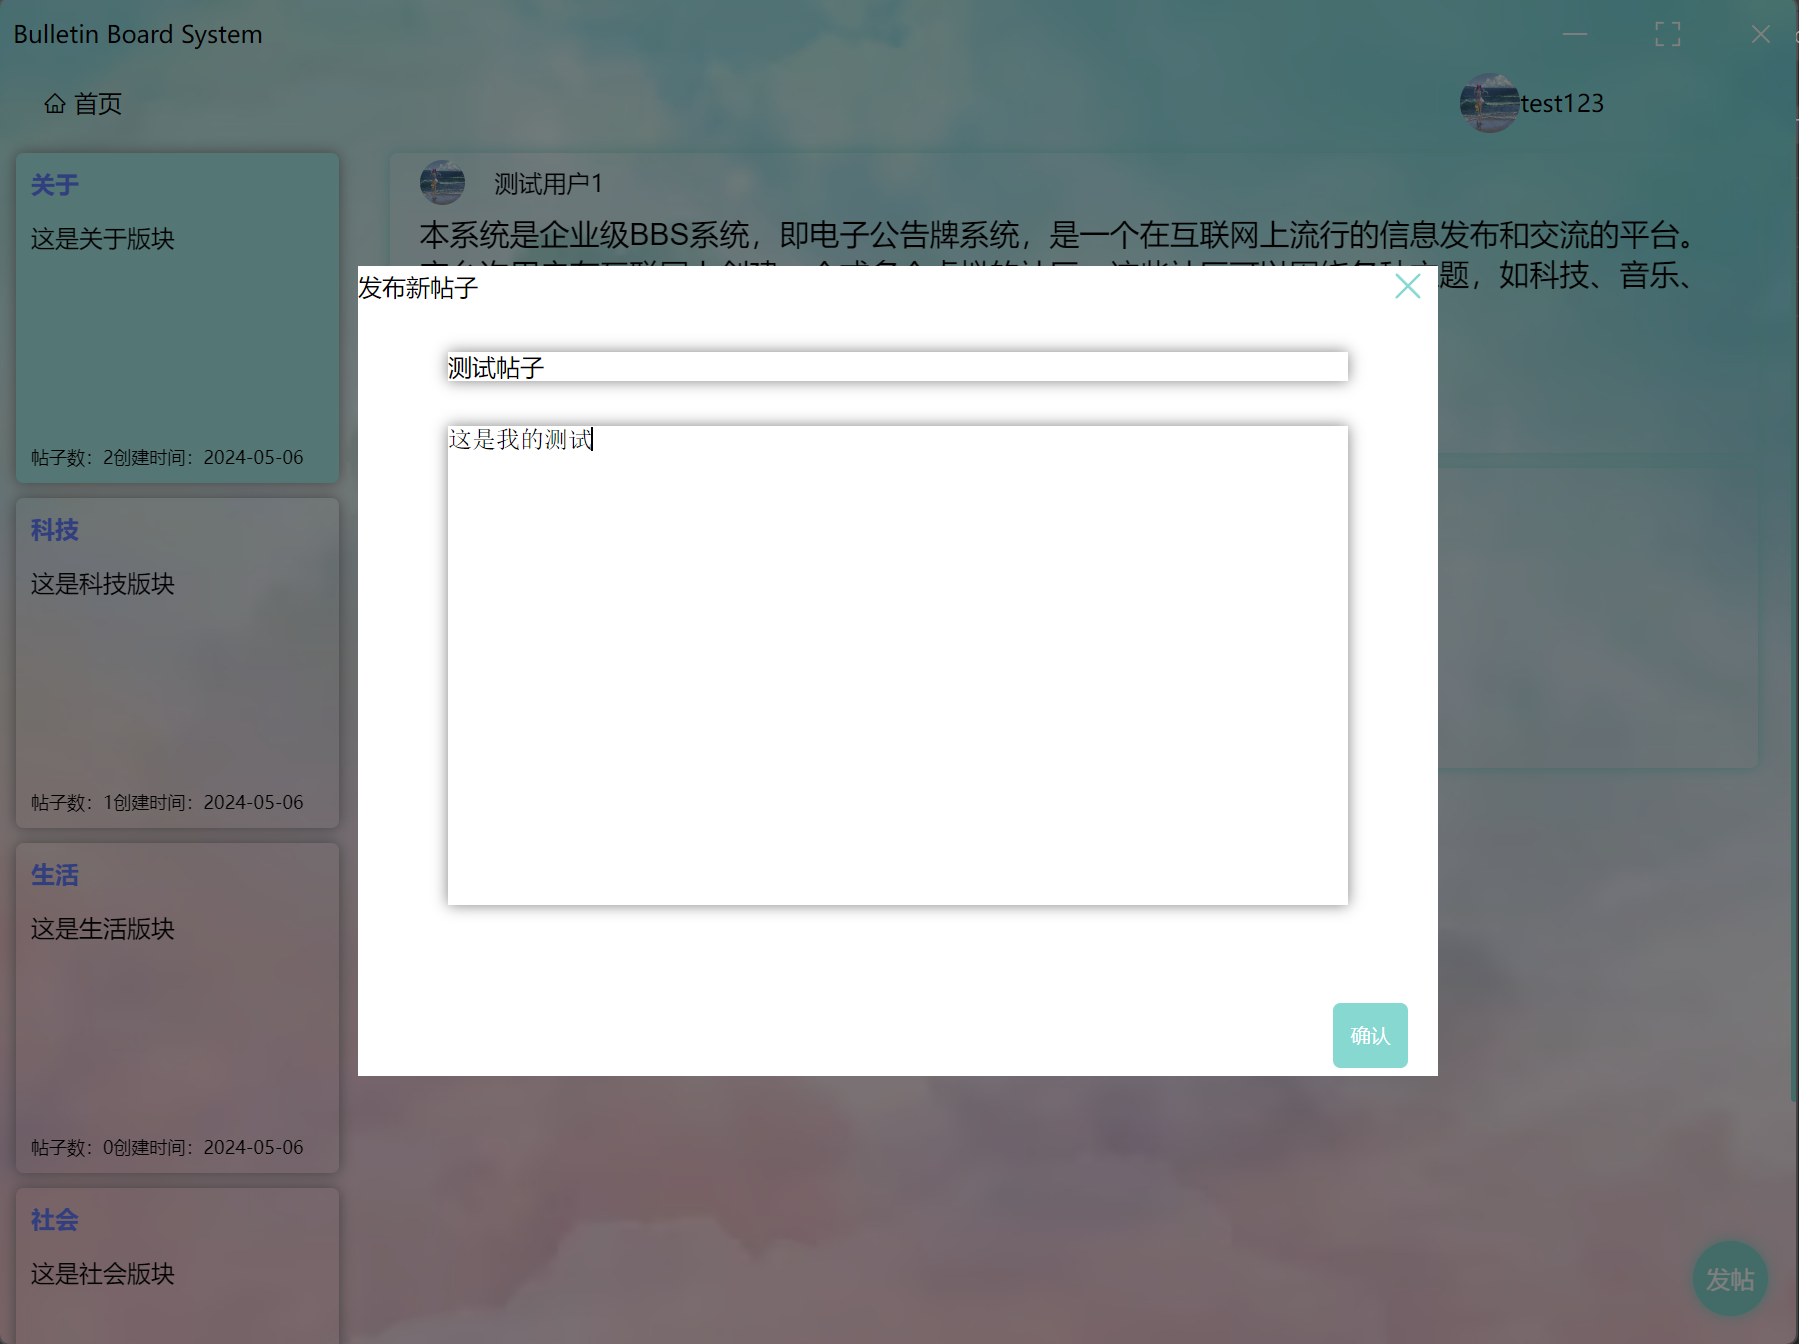 Bulletin Board System
首页
test123
关于
这是关于版块
帖子数：2创建时间：2024-05-06
科技
这是科技版块
帖子数：1创建时间：2024-05-06
生活
这是生活版块
帖子数：0创建时间：2024-05-06
社会
这是社会版块
测试用户1
本系统是企业级BBS系统，即电子公告牌系统，是一个在互联网上流行的信息发布和交流的平台。
题，如科技、音乐、
发布新帖子
测试帖子
这是我的测试
确认
发帖